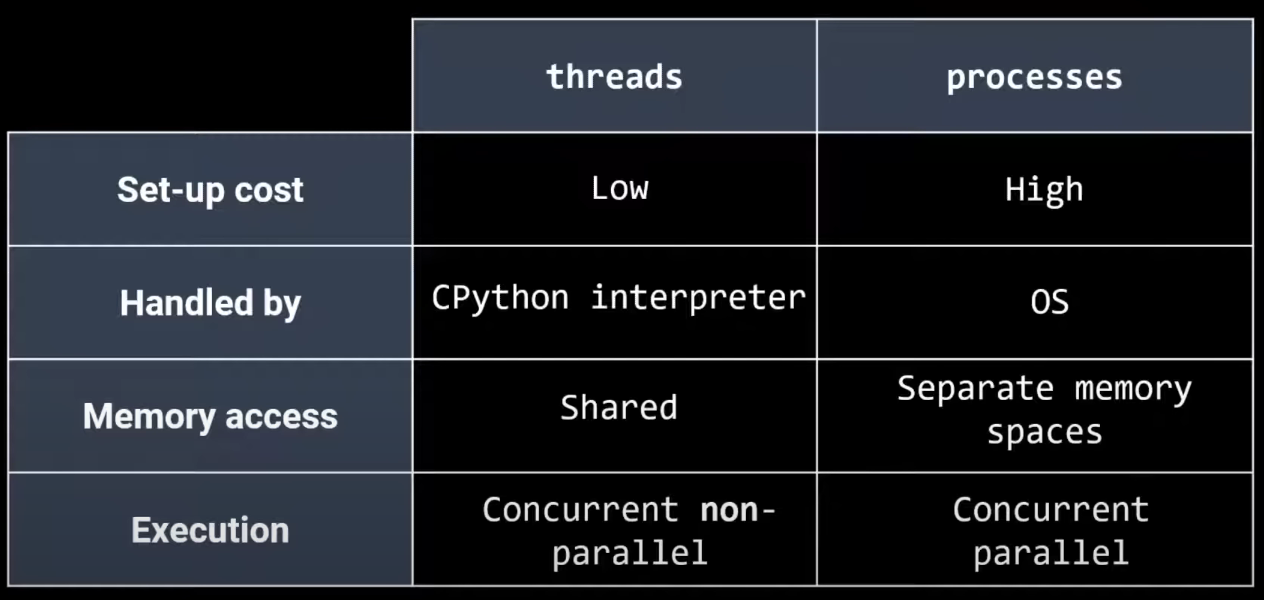 threads processes
Set-up cost Low High
Handled by CPython interpreter OS
Memory access Shared Separate memory
spaces
Execution Concurrent non-
parallel Concurrent
parallel